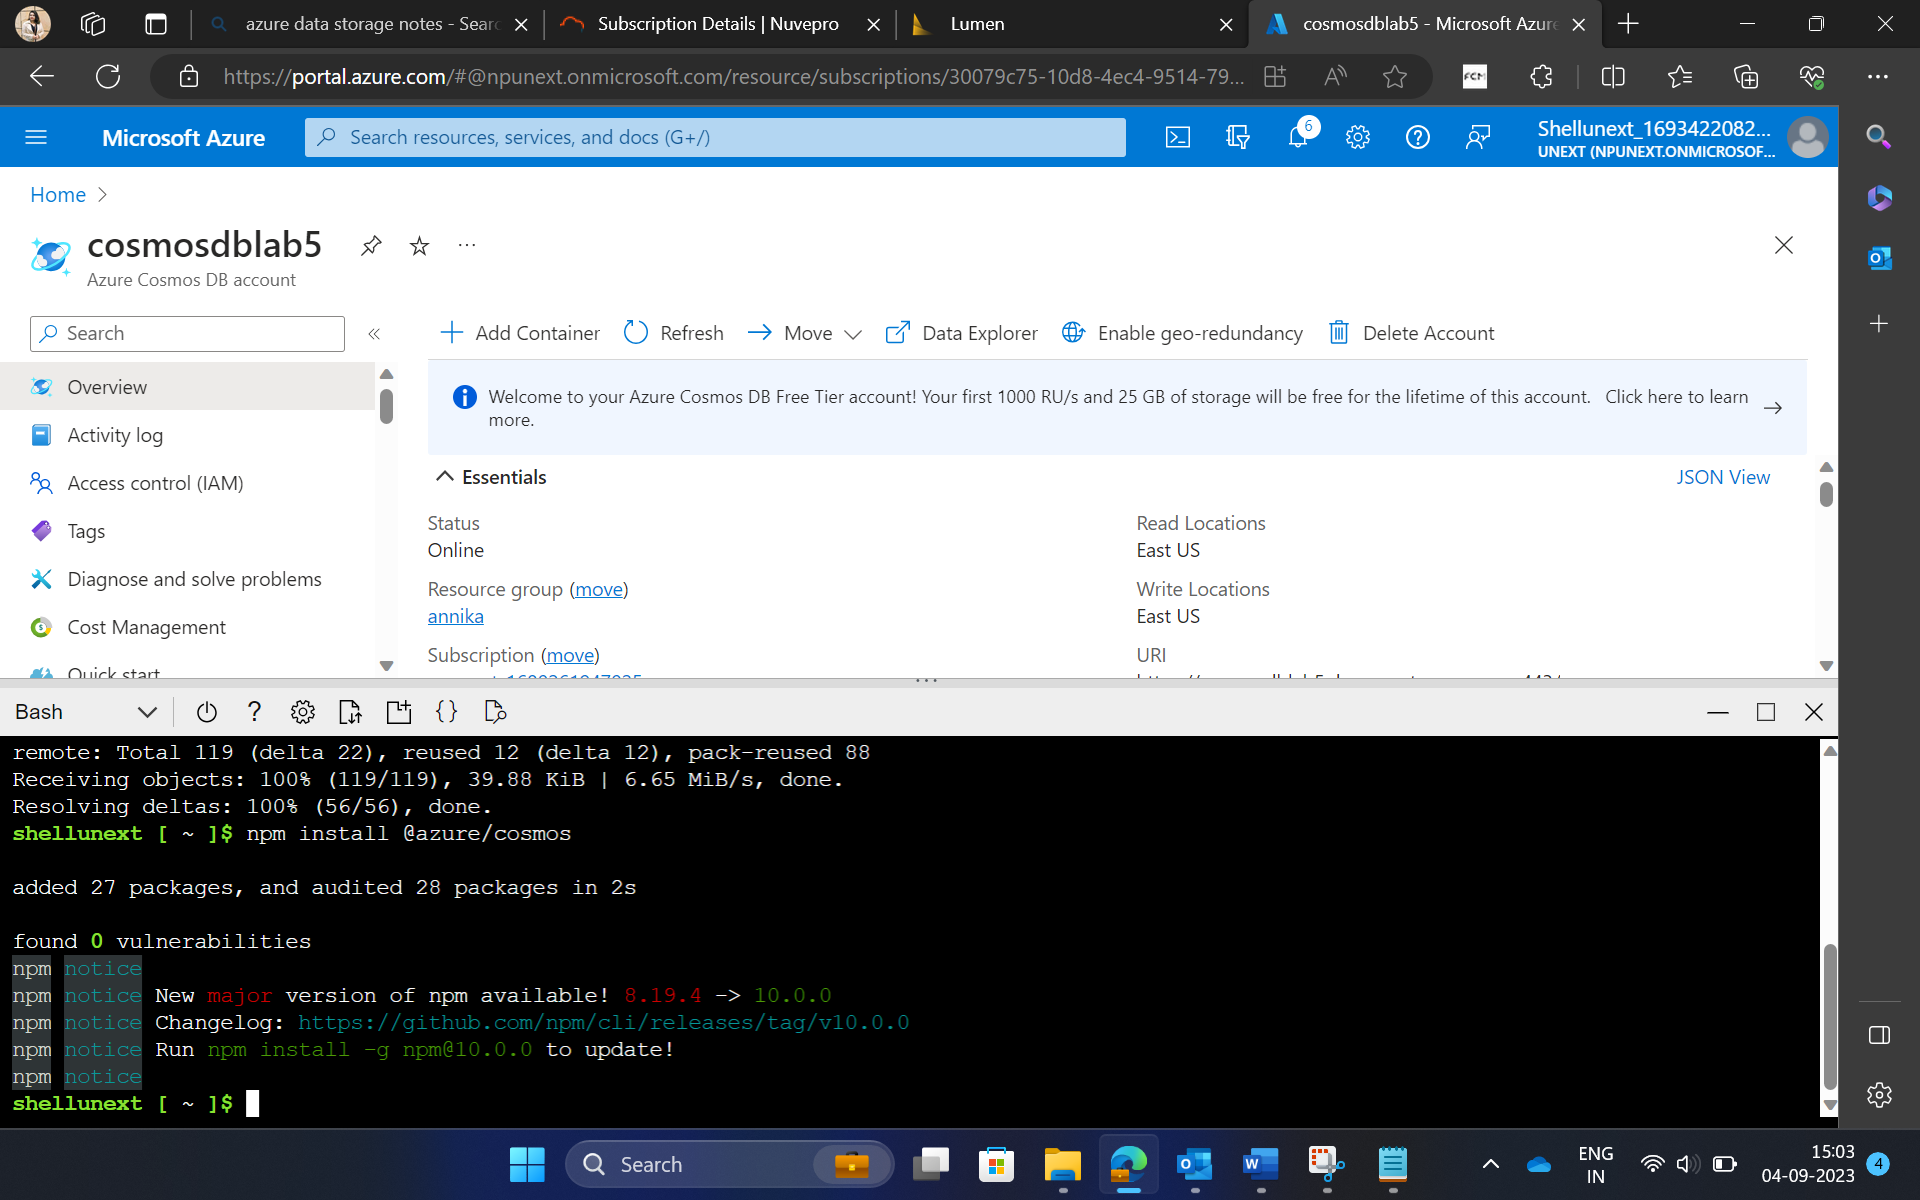 azure data storage notes - Sear
Subscription Details | Nuvepro
Lumen
cosmosdblab5 - Microsoft Azure
https://portal.azure.com/#@npunext.onmicrosoft.com/resource/subscriptions/30079c75-10d8-4ec4-9514-79...
FCM
Microsoft Azure
Search resources, services, and docs (G+/)
6
Shellunext_1693422082...
UNEXT (NPUNEXT.ONMICROSOF...
Home
cosmosdblab5
Azure Cosmos DB account
Search
Add Container
Refresh
Move
Data Explorer
Enable geo-redundancy
Delete Account
Overview
Activity log
Access control (IAM)
Tags
Diagnose and solve problems
Cost Management
Quick start
Welcome to your Azure Cosmos DB Free Tier account! Your first 1000 RU/s and 25 GB of storage will be free for the lifetime of this account. Click here to learn
more.
Essentials
JSON View
Status
Online
Resource group (move)
annika
Subscription (move)
Read Locations
East US
Write Locations
East US
URI
Bash
remote: Total 119 (delta 22), reused 12 (delta 12), pack-reused 88
Receiving objects: 100% (119/119), 39.88 KiB | 6.65 MiB/s, done.
Resolving deltas: 100% (56/56), done.
shellunext [ ~ ]$ npm install @azure/cosmos
added 27 packages, and audited 28 packages in 2s
found 0 vulnerabilities
npm notice
npm notice New major version of npm available! 8.19.4 -> 10.0.0
npm notice Changelog: https://github.com/npm/cli/releases/tag/v10.0.0
npm notice Run npm install -g npm@10.0.0 to update!
npm notice
shellunext [ ~ ]$
Search
ENG
IN
15:03
04-09-2023
4